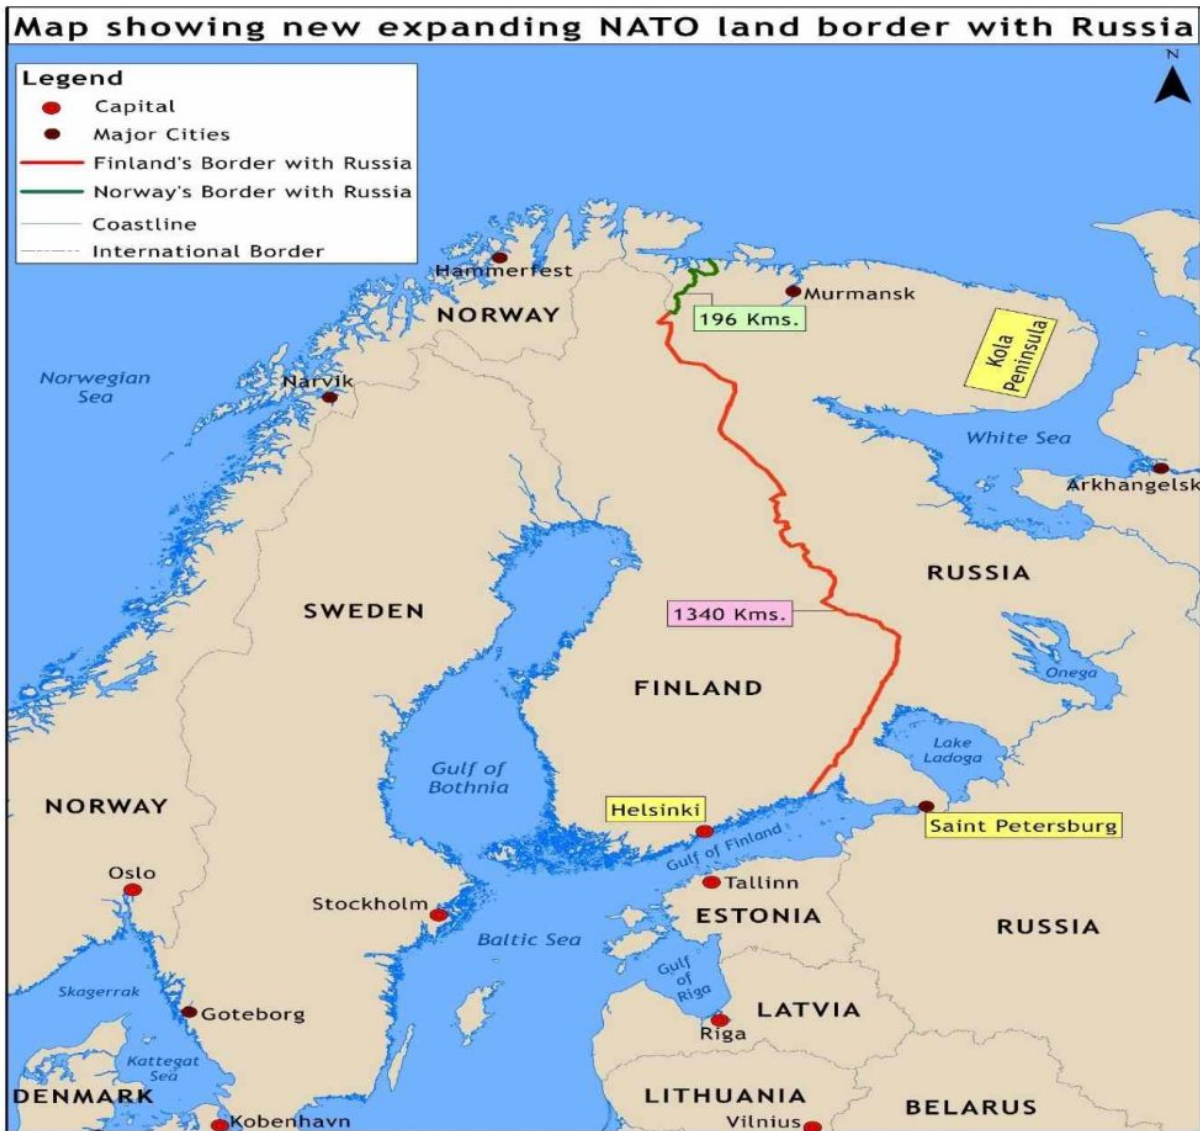 Map showing new expanding NATO land border with Russia
N
Legend
Capital
Major Cities
Finland's Border with Russia
Norway's Border with Russia
Coastline
International Border
Hammerfest
Murmansk
NORWAY
196 Kms.
Kola
Peninsula
Norwegian
Sea
Narvik
White Sea
Arkhangelsk
RUSSIA
SWEDEN
1340 Kms.
Onega
FINLAND
Lake
Ladoga
Gulf of
Bothnia
NORWAY
Helsinki
Saint Petersburg
Gulf of Finland
Oslo
Tallinn
Stockholm
ESTONIA
RUSSIA
Baltic Sea
Gulf
of
Riga
Skagerrak
Goteborg
LATVIA
Riga
Kattegat
Sea
DENMARK
LITHUANIA
BELARUS
Kobenhavn
Vilnius